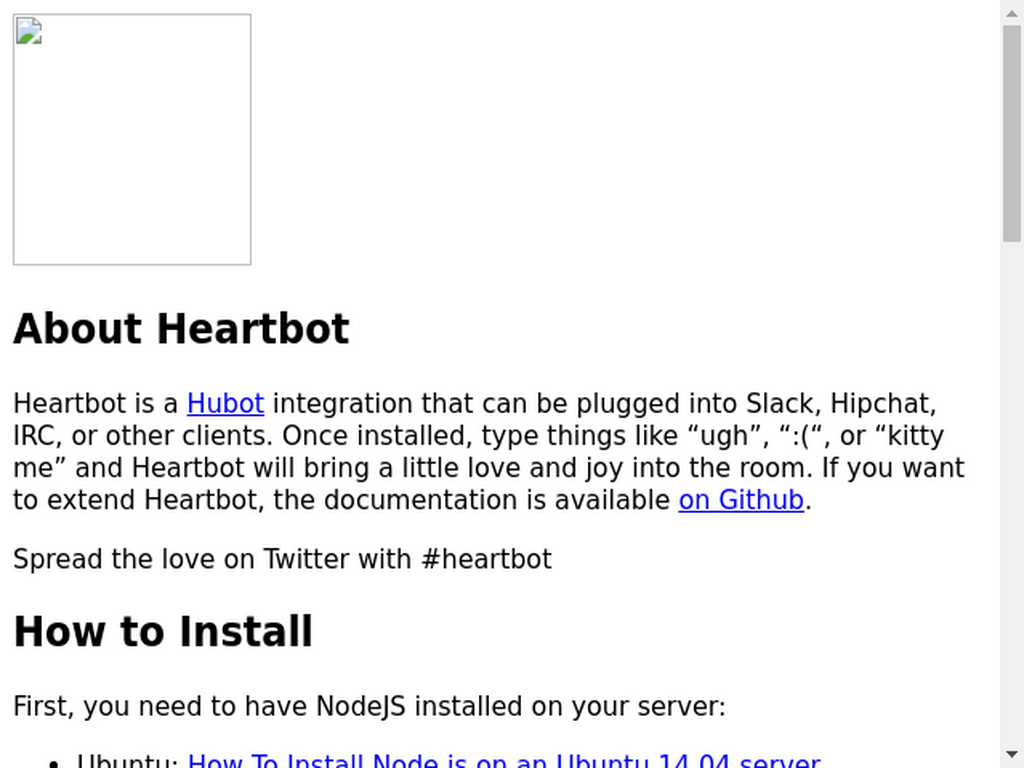 About Heartbot
Heartbot is a Hubot integration that can be plugged into Slack, Hipchat,
IRC, or other clients. Once installed, type things like “ugh”, “:(“, or “kitty
me” and Heartbot will bring a little love and joy into the room. If you want
to extend Heartbot, the documentation is available on Github.
Spread the love on Twitter with #heartbot
How to Install
First, you need to have NodeJS installed on your server:
• Ubuntu: How To Install Node.js on an Ubuntu 14.04 server